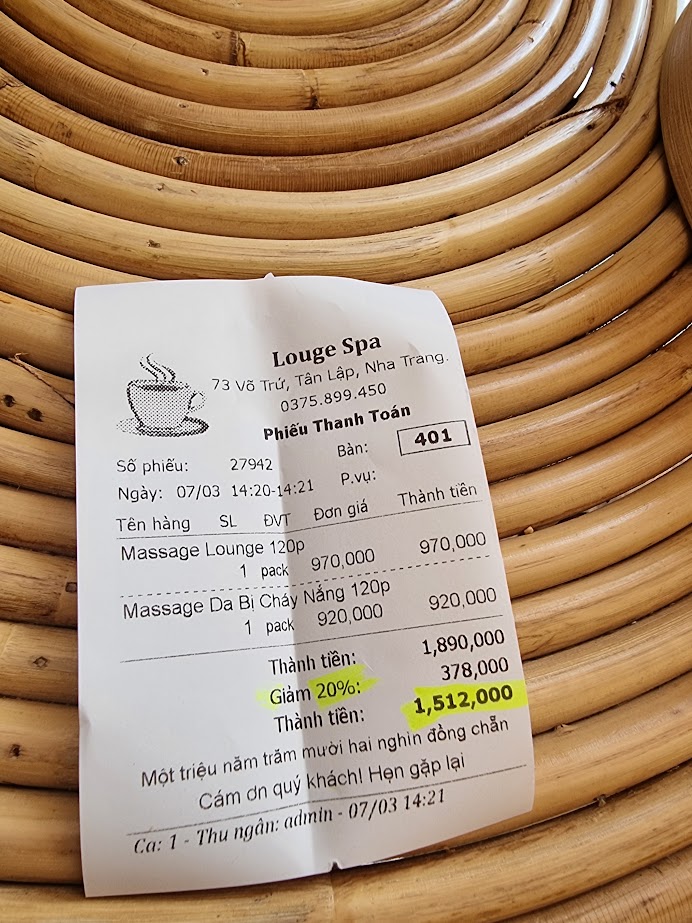 Louge Spa
73 Võ Trứ, Tân Lập, Nha Trang.
0375.899.450
Phiếu Thanh Toán
Bàn: 401
Số phiếu: 27942
P.vụ:
Ngày: 07/03 14:20-14:21
Tên hàng SL ĐVT Đơn giá Thành tiền
Massage Lounge 120p
1 pack 970,000 970,000
Massage Da Bị Cháy Nắng 120p
1 pack 920,000 920,000
Thành tiền: 1,890,000
Giảm 20%: 378,000
Thành tiền: 1,512,000
Một triệu năm trăm mười hai nghìn đồng chẵn
Cám ơn quý khách! Hẹn gặp lại
Ca: 1 - Thu ngân: admin - 07/03 14:21